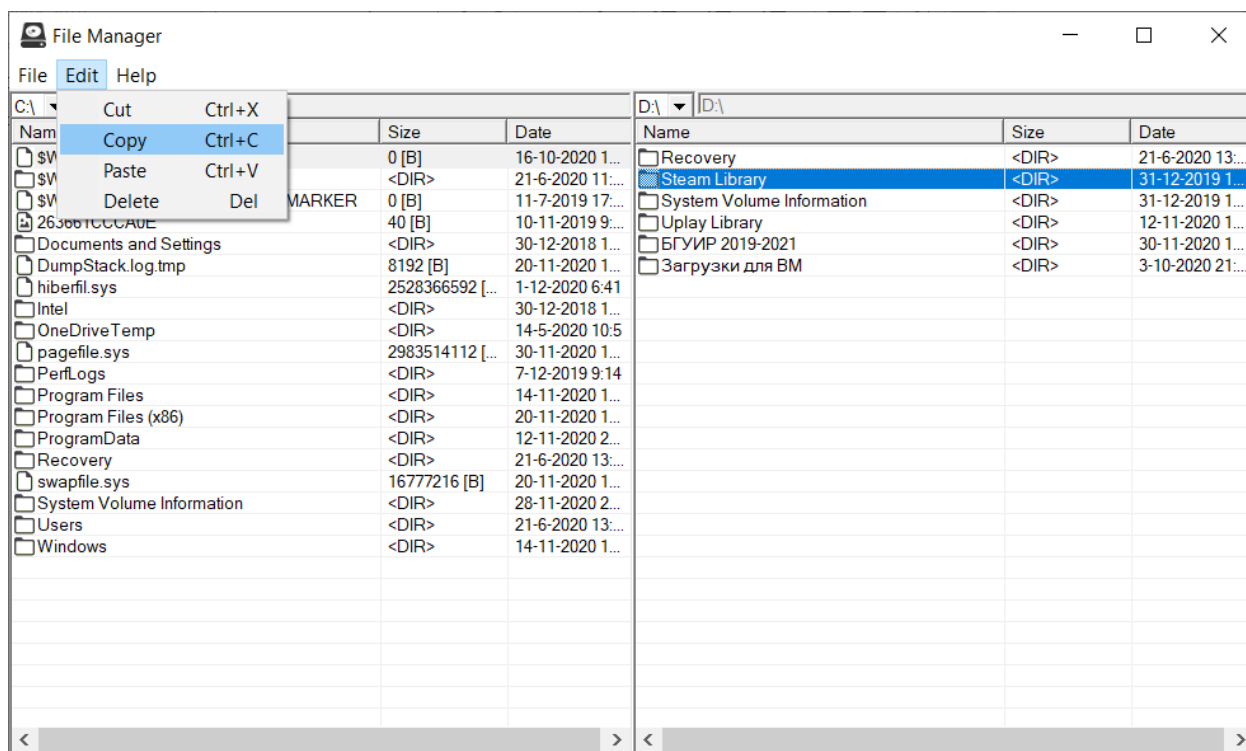 File Manager
File Edit Help
Cut Ctrl+X
Copy Ctrl+C
Paste Ctrl+V
Delete Del
C:\
Size Date
0 [B] 16-10-2020 1...
<DIR> 21-6-2020 11:...
MARKER 0 [B] 11-7-2019 17:...
263661CCCA0E 40 [B] 10-11-2019 9:...
Documents and Settings <DIR> 30-12-2018 1...
DumpStack.log.tmp 8192 [B] 20-11-2020 1...
hiberfil.sys 2528366592 [... 1-12-2020 6:41
Intel <DIR> 30-12-2018 1...
OneDriveTemp <DIR> 14-5-2020 10:5
pagefile.sys 2983514112 [... 30-11-2020 1...
PerfLogs <DIR> 7-12-2019 9:14
Program Files <DIR> 14-11-2020 1...
Program Files (x86) <DIR> 20-11-2020 1...
ProgramData <DIR> 12-11-2020 2...
Recovery <DIR> 21-6-2020 13:...
swapfile.sys 16777216 [B] 20-11-2020 1...
System Volume Information <DIR> 28-11-2020 2...
Users <DIR> 21-6-2020 13:...
Windows <DIR> 14-11-2020 1...
D:\ D:\
Name Size Date
Recovery <DIR> 21-6-2020 13:...
Steam Library <DIR> 31-12-2019 1...
System Volume Information <DIR> 31-12-2019 1...
Uplay Library <DIR> 12-11-2020 1...
БГУИР 2019-2021 <DIR> 30-11-2020 1...
Загрузки для ВМ <DIR> 3-10-2020 21:...